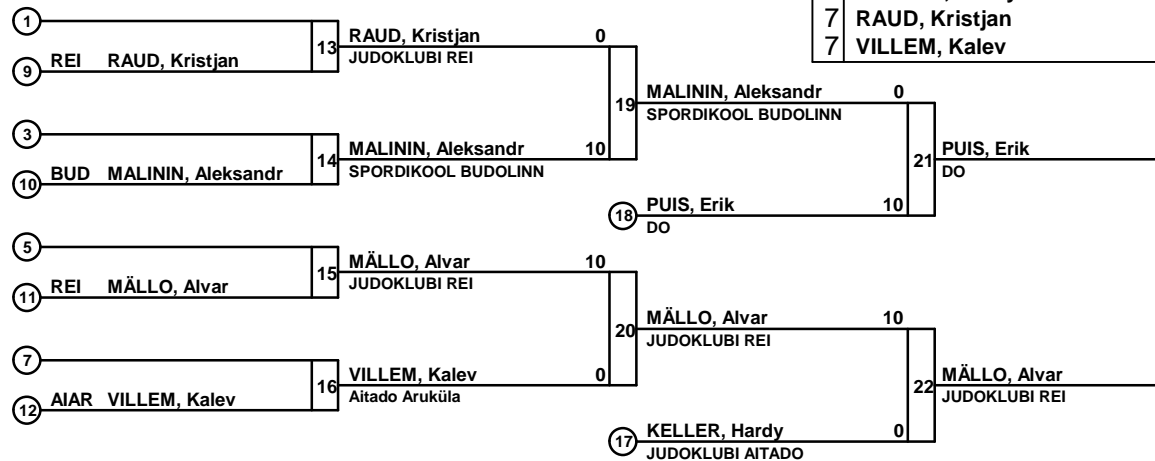 1
RAUD, Kristjan 0
7 RAUD, Kristjan
13
JUDOKLUBI REI
9 REI RAUD, Kristjan
7 VILLEM, Kalev
MALININ, Aleksandr 0
19
SPORDIKOOL BUDOLINN
3
MALININ, Aleksandr 10
14
SPORDIKOOL BUDOLINN
10 BUD MALININ, Aleksandr
PUIS, Erik
21
DO
18 PUIS, Erik 10
DO
5
MÄLLO, Alvar 10
15
JUDOKLUBI REI
11 REI MÄLLO, Alvar
MÄLLO, Alvar 10
20
JUDOKLUBI REI
7
VILLEM, Kalev 0
16
Aitado Aruküla
12 AIAR VILLEM, Kalev
MÄLLO, Alvar
22
JUDOKLUBI REI
17 KELLER, Hardy 0
JUDOKLUBI AITADO